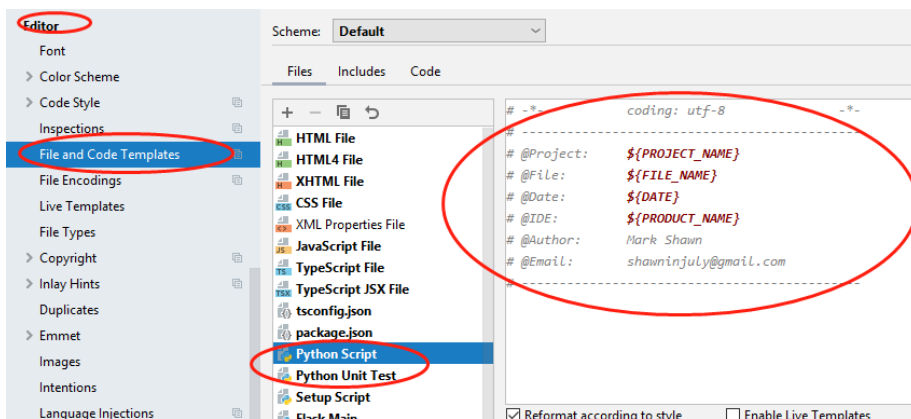 Editor
Font
Color Scheme
Code Style
Inspections
File and Code Templates
File Encodings
Live Templates
File Types
Copyright
Inlay Hints
Duplicates
Emmet
Images
Intentions
Language Injections
Scheme: Default
Files Includes Code
HTML File
HTML4 File
XHTML File
CSS File
XML Properties File
JavaScript File
TypeScript File
TypeScript JSX File
tsconfig.json
package.json
Python Script
Python Unit Test
Setup Script
Flask Main
# -*- coding: utf-8 -*-
# ------------------------------------------
# @Project: ${PROJECT_NAME}
# @File: ${FILE_NAME}
# @Date: ${DATE}
# @IDE: ${PRODUCT_NAME}
# @Author: Mark Shawn
# @Email: shawninjuly@gmail.com
# ------------------------------------------
Reformat according to style Enable Live Templates